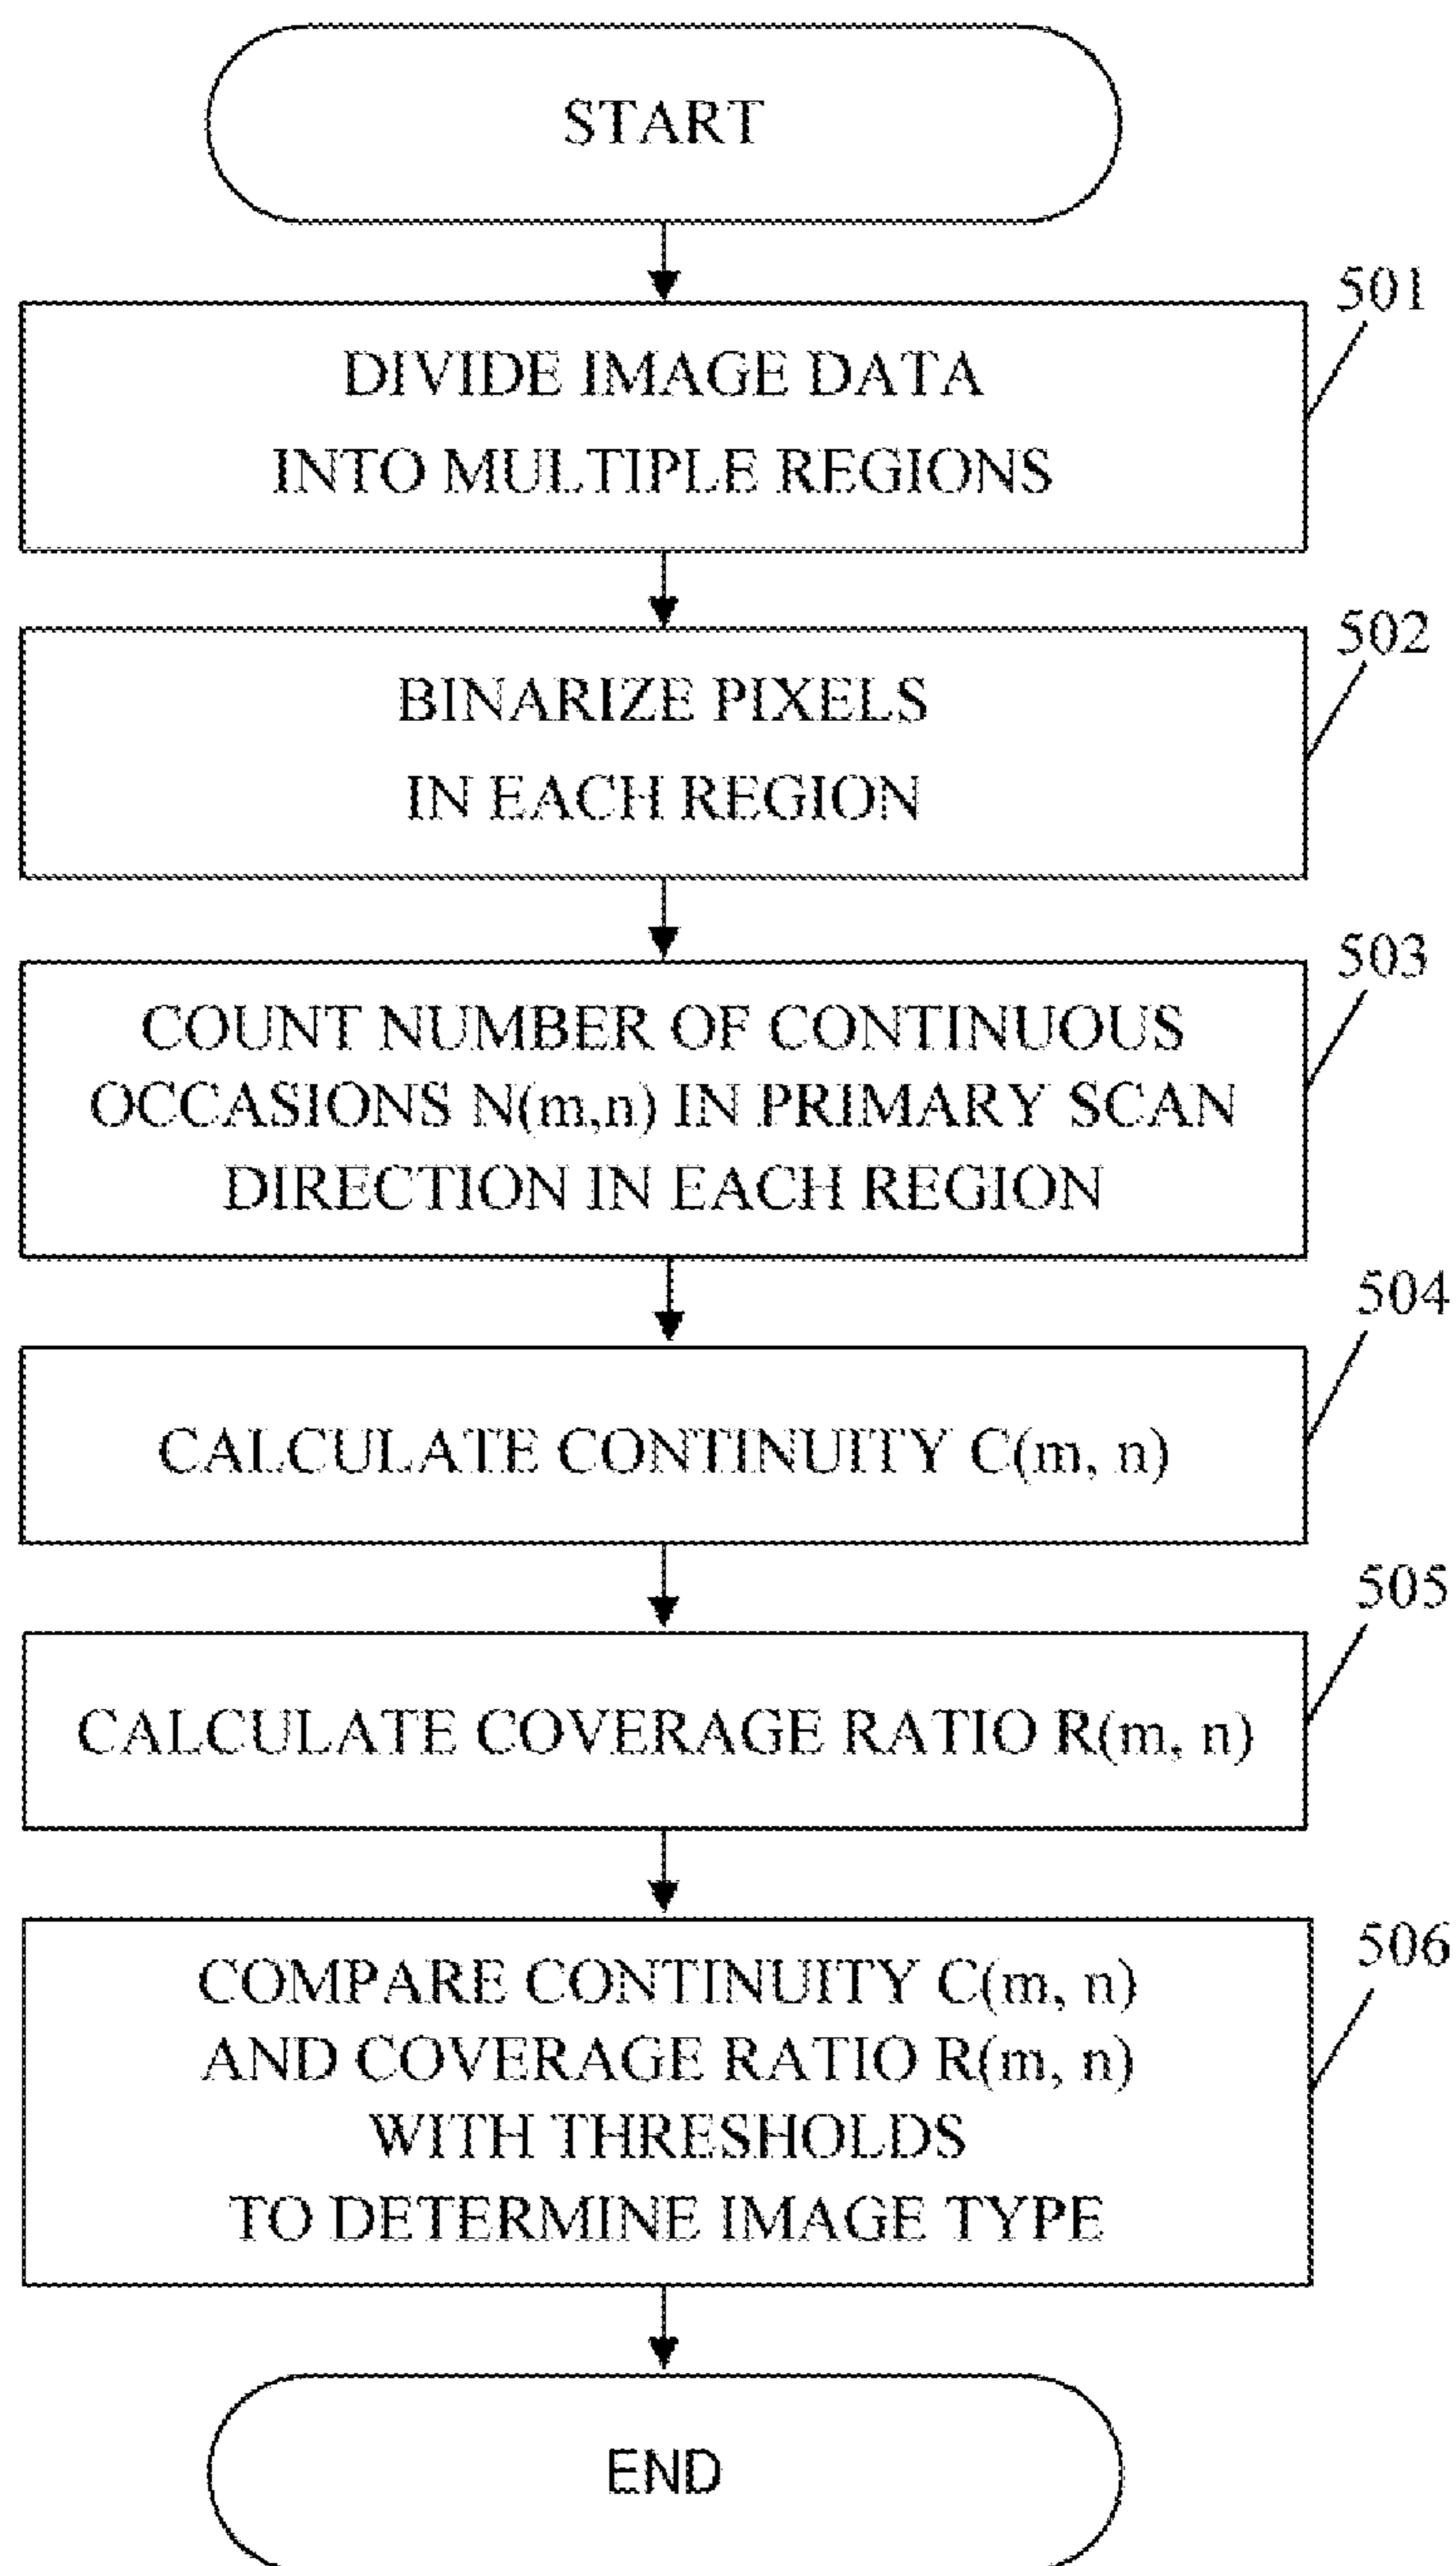 START
501
DIVIDE IMAGE DATA
INTO MULTIPLE REGIONS
502
BINARIZE PIXELS
IN EACH REGION
503
COUNT NUMBER OF CONTINUOUS
OCCASIONS N(m,n) IN PRIMARY SCAN
DIRECTION IN EACH REGION
504
CALCULATE CONTINUITY C(m, n)
505
CALCULATE COVERAGE RATIO R(m, n)
506
COMPARE CONTINUITY C(m, n)
AND COVERAGE RATIO R(m, n)
WITH THRESHOLDS
TO DETERMINE IMAGE TYPE
END